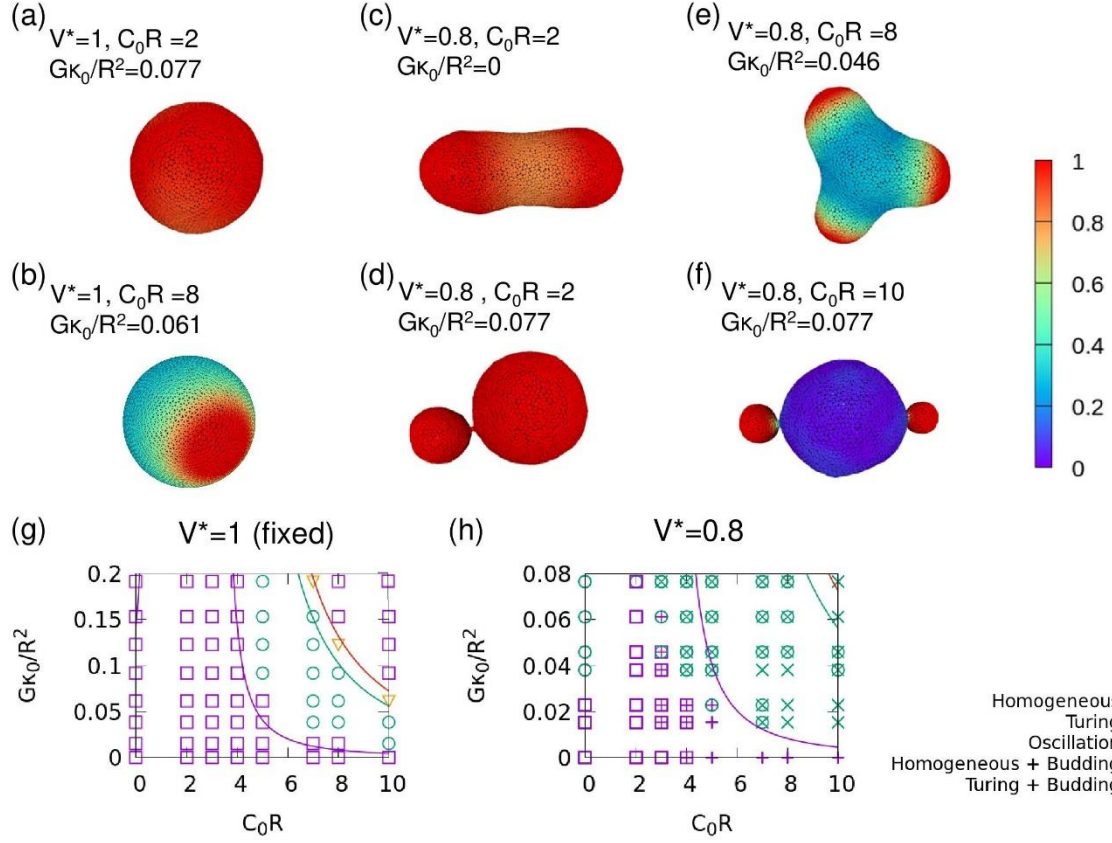 (a)
V*=1, C₀R =2
Gκ₀/R²=0.077
(c)
V*=0.8, C₀R=2
Gκ₀/R²=0
(e)
V*=0.8, C₀R =8
Gκ₀/R²=0.046
(b)
V*=1, C₀R =8
Gκ₀/R²=0.061
(d)
V*=0.8 , C₀R =2
Gκ₀/R²=0.077
(f)
V*=0.8, C₀R =10
Gκ₀/R²=0.077
1
0.8
0.6
0.4
0.2
0
(g)
V*=1 (fixed)
Gκ₀/R²
0.2
0.15
0.1
0.05
0
0 2 4 6 8 10
C₀R
(h)
V*=0.8
Gκ₀/R²
0.08
0.06
0.04
0.02
0
0 2 4 6 8 10
C₀R
Homogeneous
Turing
Oscillation
Homogeneous + Budding
Turing + Budding